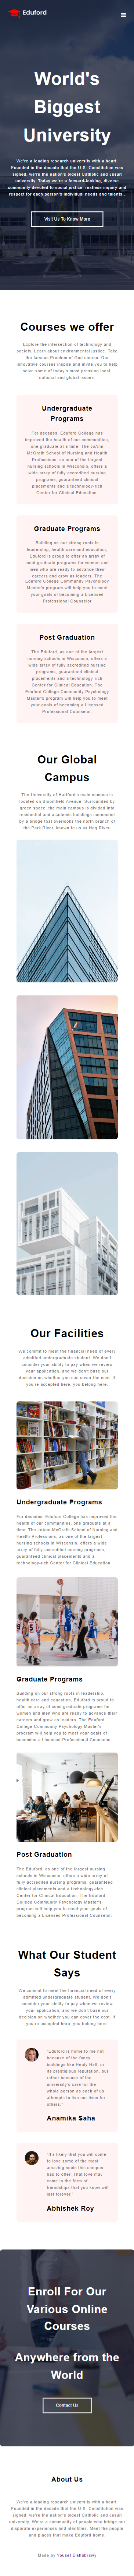 Eduford
World's
Biggest
University
We're a leading research university with a heart.
Founded in the decade that the U.S. Constitution was
signed, we're the nation's oldest Catholic and Jesuit
university. Today we're a forward-looking, diverse
community devoted to social justice, restless inquiry and
respect for each person's individual needs and talents.
Visit Us To Know More
Courses we offer
Explore the intersection of technology and
society. Learn about environmental justice. Take
the famous Problem of God course. Our
innovative courses inspire and invite you to help
solve some of today's most pressing local,
national and global issues.
Undergraduate
Programs
For decades, Eduford College has
improved the health of our communities,
one graduate at a time. The JoAnn
McGrath School of Nursing and Health
Professions, as one of the largest
nursing schools in Wisconsin, offers a
wide array of fully accredited nursing
programs, guaranteed clinical
placements and a technology-rich
Center for Clinical Education.
Graduate Programs
Building on our strong roots in
leadership, health care and education,
Eduford is proud to offer an array of
coed graduate programs for women and
men who are ready to advance their
careers and grow as leaders. The
Eduford College Community Psychology
Master's program will help you to meet
your goals of becoming a Licensed
Professional Counselor.
Post Graduation
The Eduford, as one of the largest
nursing schools in Wisconsin, offers a
wide array of fully accredited nursing
programs, guaranteed clinical
placements and a technology-rich
Center for Clinical Education. The
Eduford College Community Psychology
Master's program will help you to meet
your goals of becoming a Licensed
Professional Counselor.
Our Global
Campus
The University of Hartford's main campus is
located on Bloomfield Avenue. Surrounded by
green space, the main campus is divided into
residential and academic buildings connected
by a bridge that overlooks the north branch of
the Park River, known to us as Hog River.
Our Facilities
We commit to meet the financial need of every
admitted undergraduate student. We don't
consider your ability to pay when we review
your application, and we don't base our
decision on whether you can cover the cost. If
you're accepted here, you belong here.
Undergraduate Programs
For decades, Eduford College has improved the
health of our communities, one graduate at a
time. The JoAnn McGrath School of Nursing and
Health Professions, as one of the largest
nursing schools in Wisconsin, offers a wide array
of fully accredited nursing programs,
guaranteed clinical placements and a
technology-rich Center for Clinical Education.
Graduate Programs
Building on our strong roots in leadership,
health care and education, Eduford is proud to
offer an array of coed graduate programs for
women and men who are ready to advance their
careers and grow as leaders. The Eduford
College Community Psychology Master's
program will help you to meet your goals of
becoming a Licensed Professional Counselor.
Post Graduation
The Eduford, as one of the largest nursing
schools in Wisconsin, offers a wide array of fully
accredited nursing programs, guaranteed clinical
placements and a technology-rich Center for
Clinical Education. The Eduford College
Community Psychology Master's program will
help you to meet your goals of becoming a
Licensed Professional Counselor.
What Our Student
Says
We commit to meet the financial need of every
admitted undergraduate student. We don't
consider your ability to pay when we review
your application, and we don't base our
decision on whether you can cover the cost. If
you're accepted here, you belong here.
"Eduford is home to me not
because of the fancy
buildings like Healy Hall, or
its prestigious reputation, but
rather because of the
university's care for the
whole person as each of us
attempts to live our lives for
others."
Anamika Saha
"It's likely that you will come
to love some of the most
amazing souls this campus
has to offer. That love may
come in the form of
friendships that you know will
last forever."
Abhishek Roy
Enroll For Our
Various Online
Courses
Anywhere from the
World
Contact Us
About Us
We're a leading research university with a heart.
Founded in the decade that the U.S. Constitution was
signed, we're the nation's oldest Catholic and Jesuit
university. We're a community of people who bring our
disparate experiences and identities. Meet the people
and places that make Eduford home.
Made by Yousef Elshobravy